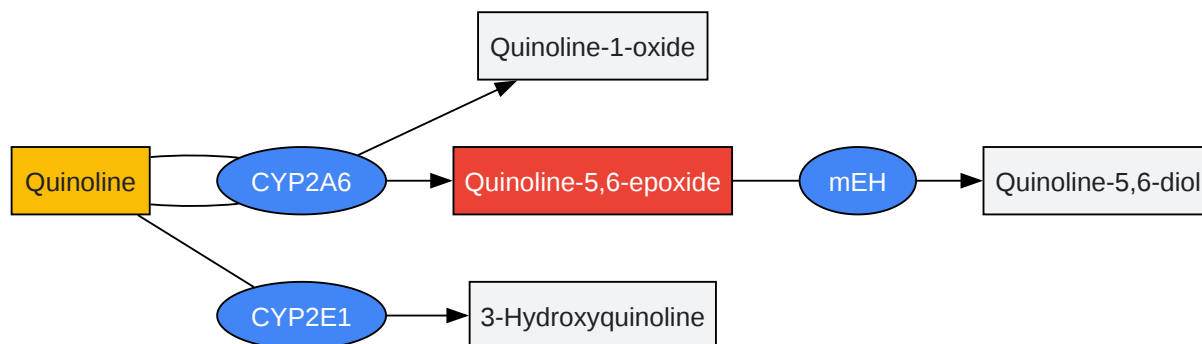 Quinoline-1-oxide
Quinoline
CYP2A6
Quinoline-5,6-epoxide
mEH
Quinoline-5,6-diol
CYP2E1
3-Hydroxyquinoline